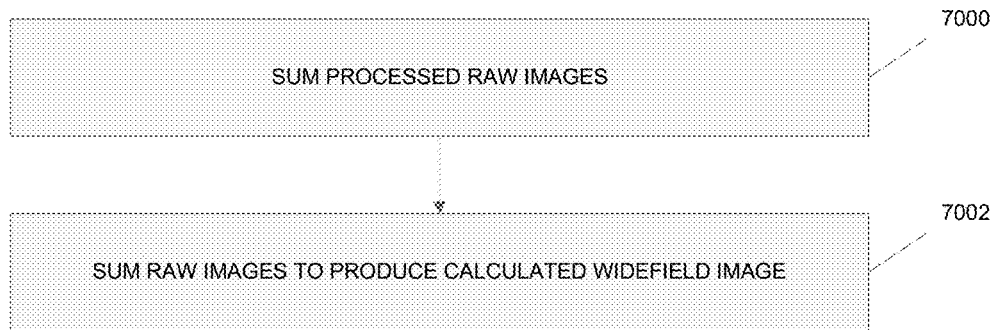 7000
SUM PROCESSED RAW IMAGES
7002
SUM RAW IMAGES TO PRODUCE CALCULATED WIDEFIELD IMAGE